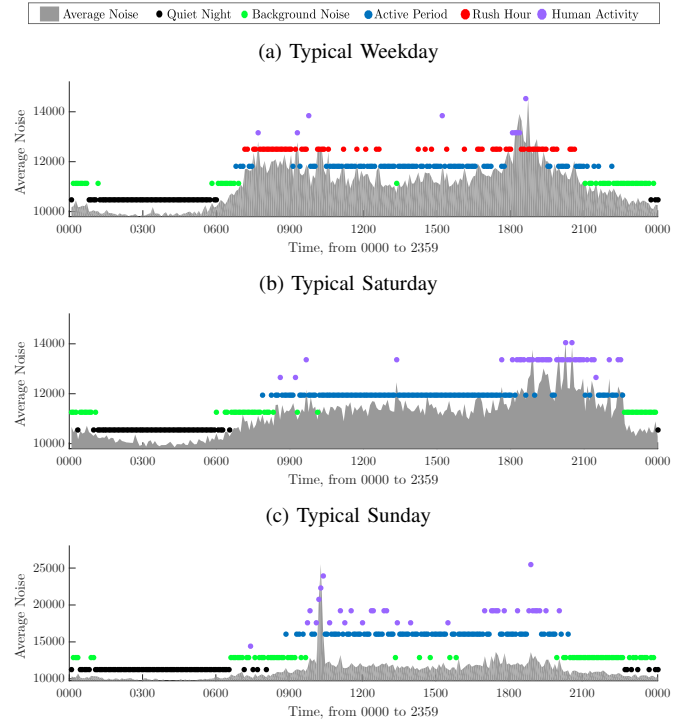 Average Noise Quiet Night Background Noise Active Period Rush Hour Human Activity
(a) Typical Weekday
14000
12000
10000
Average Noise
0000 0300 0600 0900 1200 1500 1800 2100 0000
Time, from 0000 to 2359
(b) Typical Saturday
14000
12000
10000
Average Noise
0000 0300 0600 0900 1200 1500 1800 2100 0000
Time, from 0000 to 2359
(c) Typical Sunday
25000
20000
15000
10000
Average Noise
0000 0300 0600 0900 1200 1500 1800 2100 0000
Time, from 0000 to 2359